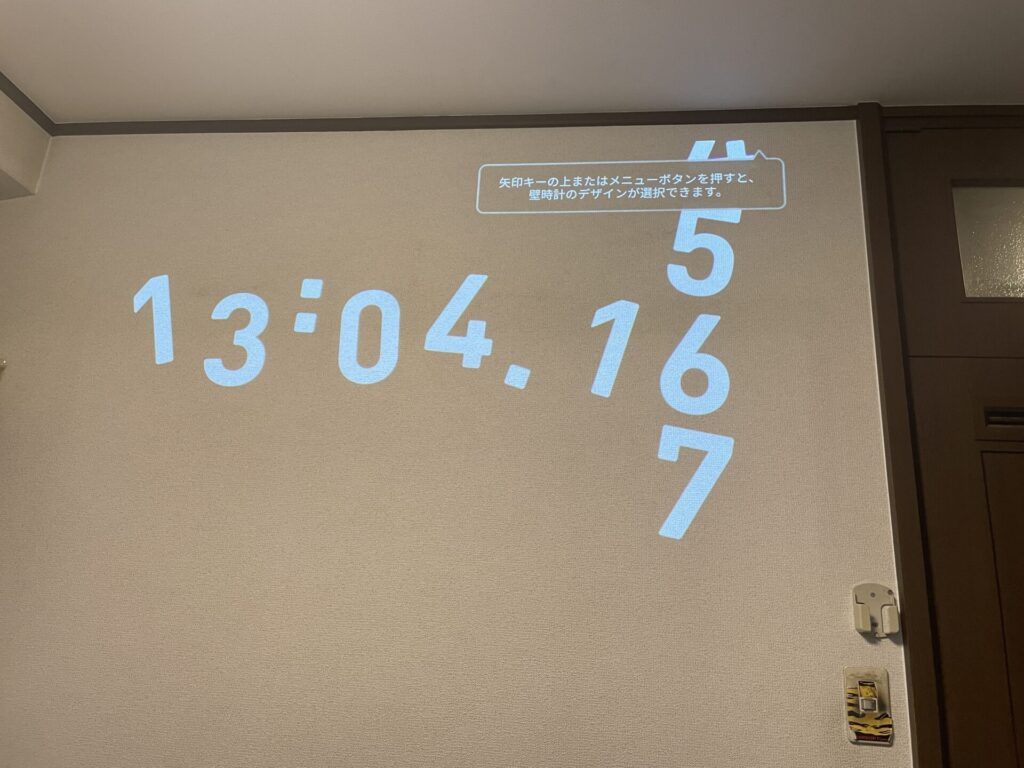 矢印キーの上またはメニューボタンを押すと、
壁時計のデザインが選択できます。
5
13:04.16
7